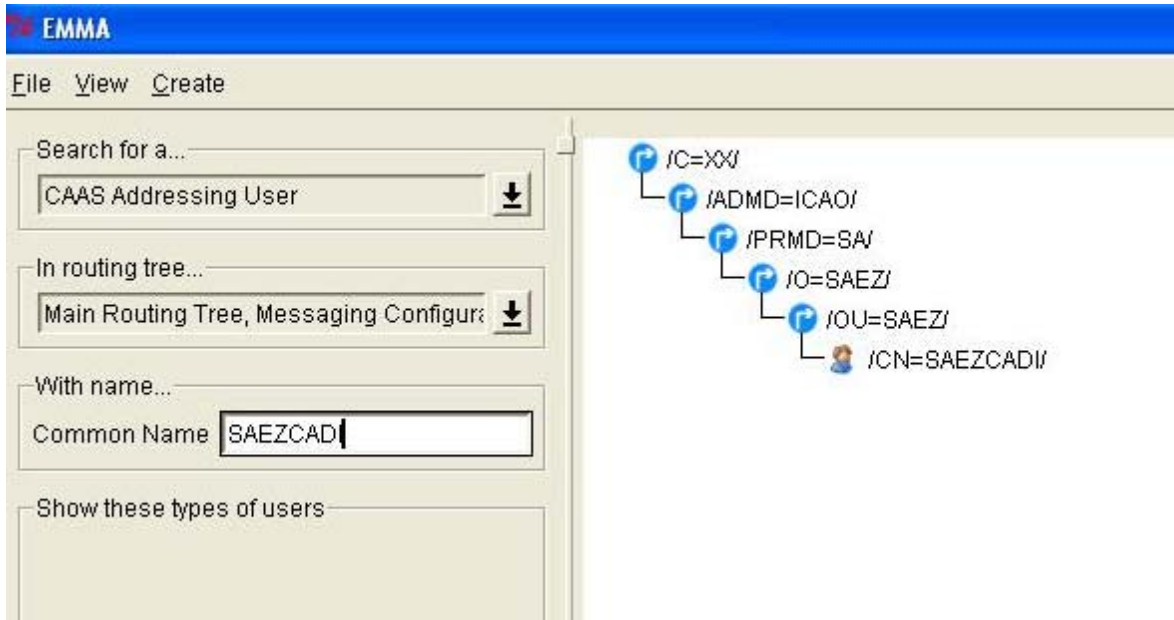 EMMA
File View Create
Search for a...
CAAS Addressing User
In routing tree...
Main Routing Tree, Messaging Configura
With name...
Common Name SAEZCADI
Show these types of users
/C=XX/
/ADMD=ICAO/
/PRMD=SA/
/O=SAEZ/
/OU=SAEZ/
/CN=SAEZCADI/